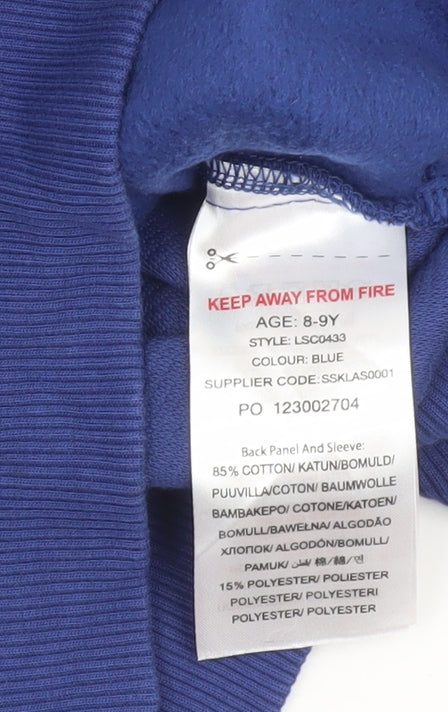 KEEP AWAY FROM FIRE
AGE: 8-9Y
STYLE: LSC0433
COLOUR: BLUE
SUPPLIER CODE: SSKLAS0001
PO 123002704
Back Panel And Sleeve:
85% COTTON/ KATUN/BOMULD/
PUUVILLA/COTON/ BAUMWOLLE
BAMBAKEPO/ COTONE/KATOEN/
BOMULL/BAWEŁNA/ ALGODÃO
ХЛОПОК/ ALGODÓN/BOMULL/
PAMUK/ قطن/ 棉/ 綿/ 면
15% POLYESTER/ POLIESTER
POLYESTER/ POLYESTERI
POLYESTER/ POLYESTER